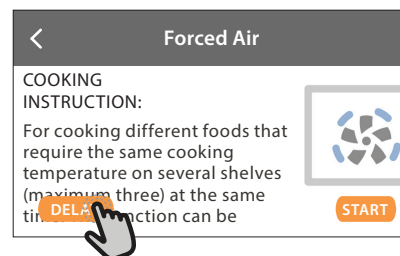 Forced Air
COOKING
INSTRUCTION:
For cooking different foods that
require the same cooking
temperature on several shelves
(maximum three) at the same
nction can be
DELA
START